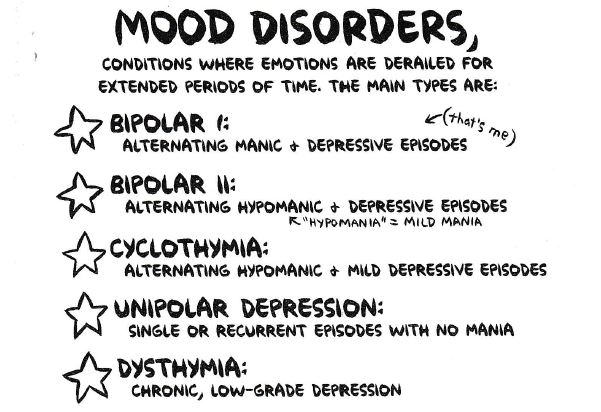 MOOD DISORDERS,
CONDITIONS WHERE EMOTIONS ARE DERAILED FOR
EXTENDED PERIODS OF TIME. THE MAIN TYPES ARE:
BIPOLAR I:
(that's me)
ALTERNATING MANIC & DEPRESSIVE EPISODES
BIPOLAR II:
ALTERNATING HYPOMANIC & DEPRESSIVE EPISODES
"HYPOMANIA" = MILD MANIA
CYCLOTHYMIA:
ALTERNATING HYPOMANIC & MILD DEPRESSIVE EPISODES
UNIPOLAR DEPRESSION:
SINGLE OR RECURRENT EPISODES WITH NO MANIA
DYSTHYMIA:
CHRONIC, LOW-GRADE DEPRESSION